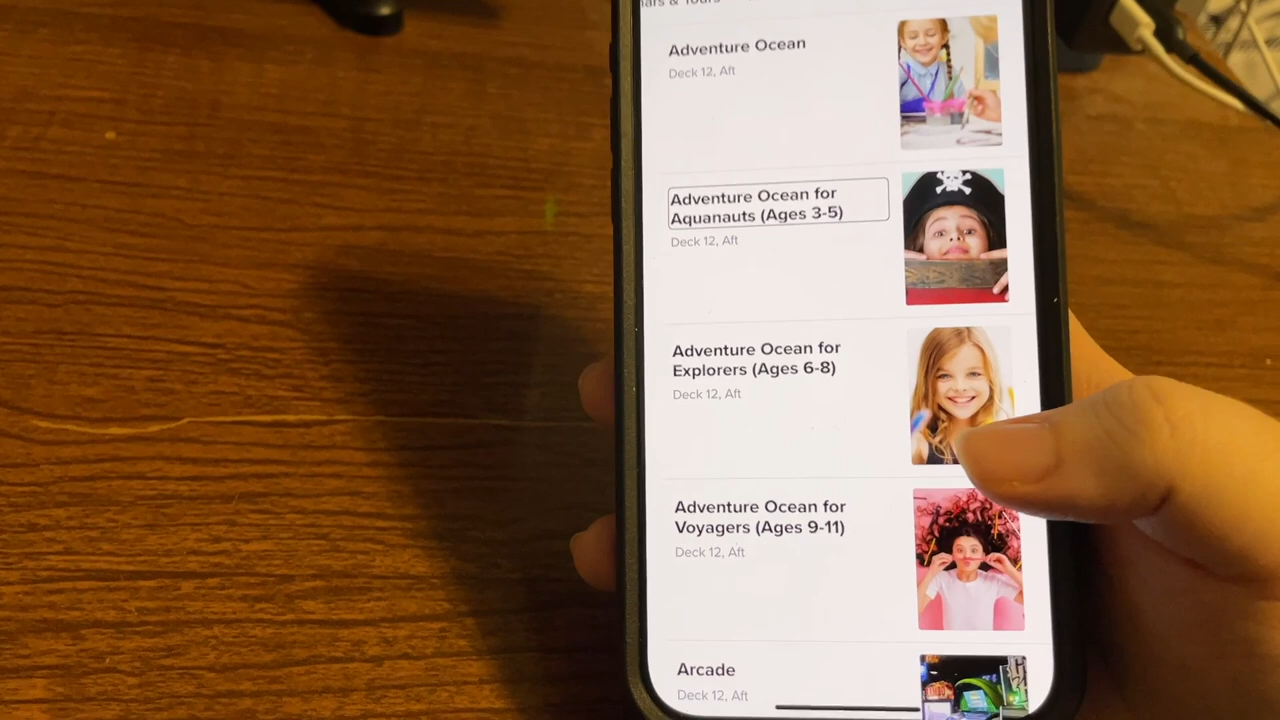 & Tours
Adventure Ocean
Deck 12, Aft
Adventure Ocean for
Aquanauts (Ages 3-5)
Deck 12, Aft
Adventure Ocean for
Explorers (Ages 6-8)
Deck 12, Aft
Adventure Ocean for
Voyagers (Ages 9-11)
Deck 12, Aft
Arcade
Deck 12, Aft